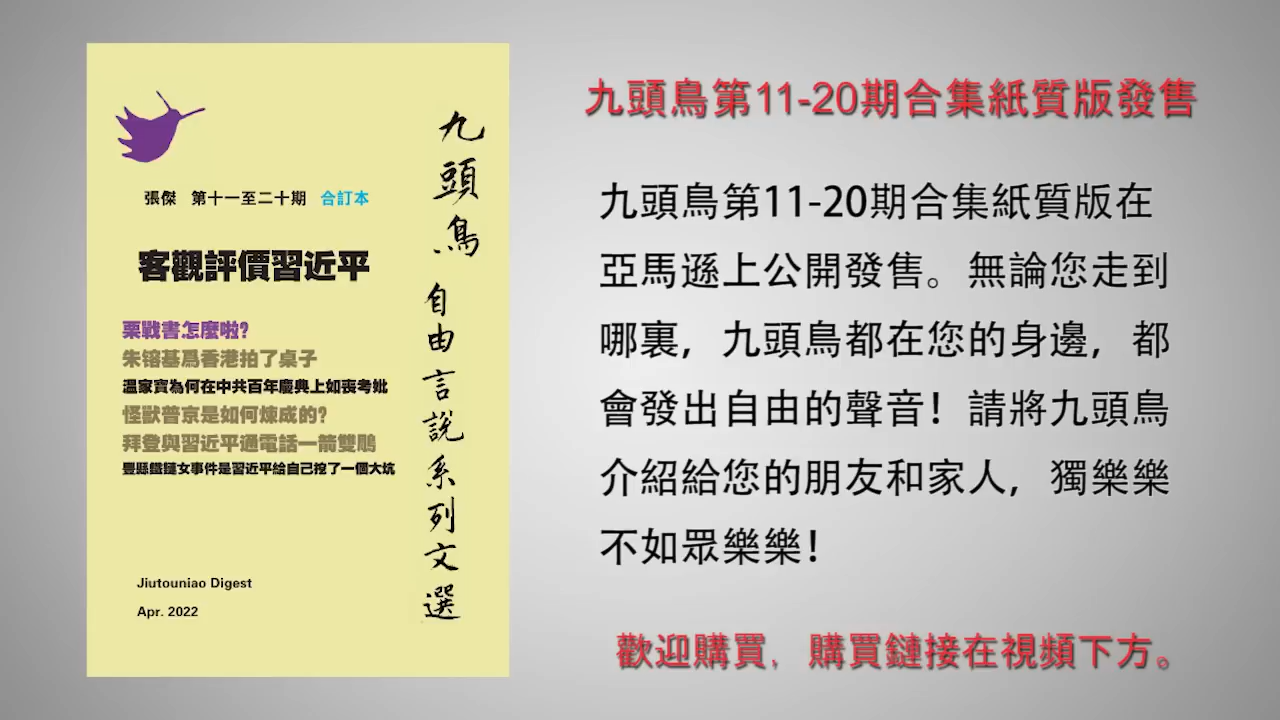 張傑 第十一至二十期 合訂本
客觀評價習近平
栗戰書怎麼啦?
朱镕基爲香港拍了桌子
溫家寶為何在中共百年慶典上如喪考妣
怪獸普京是如何煉成的?
拜登與習近平通電話一箭雙鵰
豐縣鐵鏈女事件是習近平給自己挖了一個大坑
Jiutouniao Digest
Apr. 2022
九頭鳥 自由言說系列文選
九頭鳥第11-20期合集紙質版發售
九頭鳥第11-20期合集紙質版在
亞馬遜上公開發售。無論您走到
哪裏，九頭鳥都在您的身邊，都
會發出自由的聲音！請將九頭鳥
介紹給您的朋友和家人，獨樂樂
不如眾樂樂！
歡迎購買，購買鏈接在視頻下方。